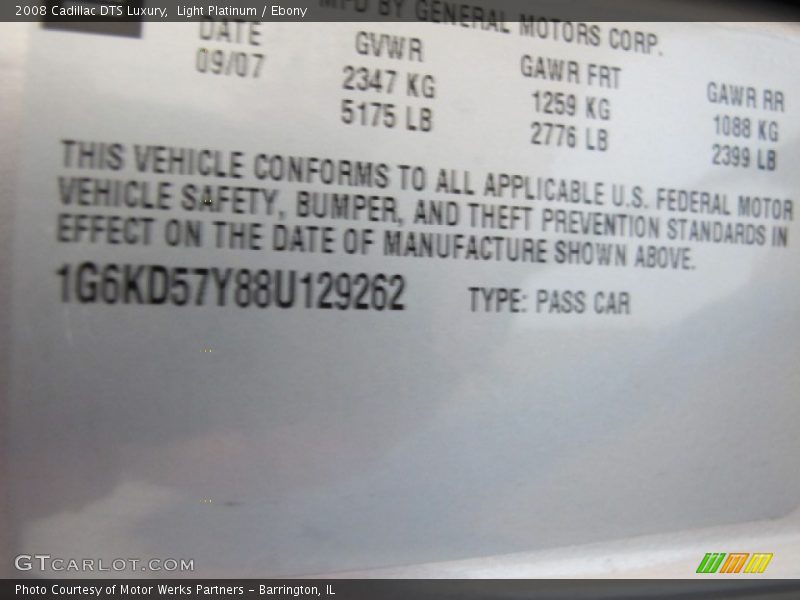 2008 Cadillac DTS Luxury, Light Platinum / Ebony
MFD BY GENERAL MOTORS CORP.
DATE GVWR GAWR FRT GAWR RR
09/07 2347 KG 1259 KG 1088 KG
5175 LB 2776 LB 2399 LB
THIS VEHICLE CONFORMS TO ALL APPLICABLE U.S. FEDERAL MOTOR
VEHICLE SAFETY, BUMPER, AND THEFT PREVENTION STANDARDS IN
EFFECT ON THE DATE OF MANUFACTURE SHOWN ABOVE.
1G6KD57Y88U129262 TYPE: PASS CAR
GTCARLOT.COM
Photo Courtesy of Motor Werks Partners - Barrington, IL